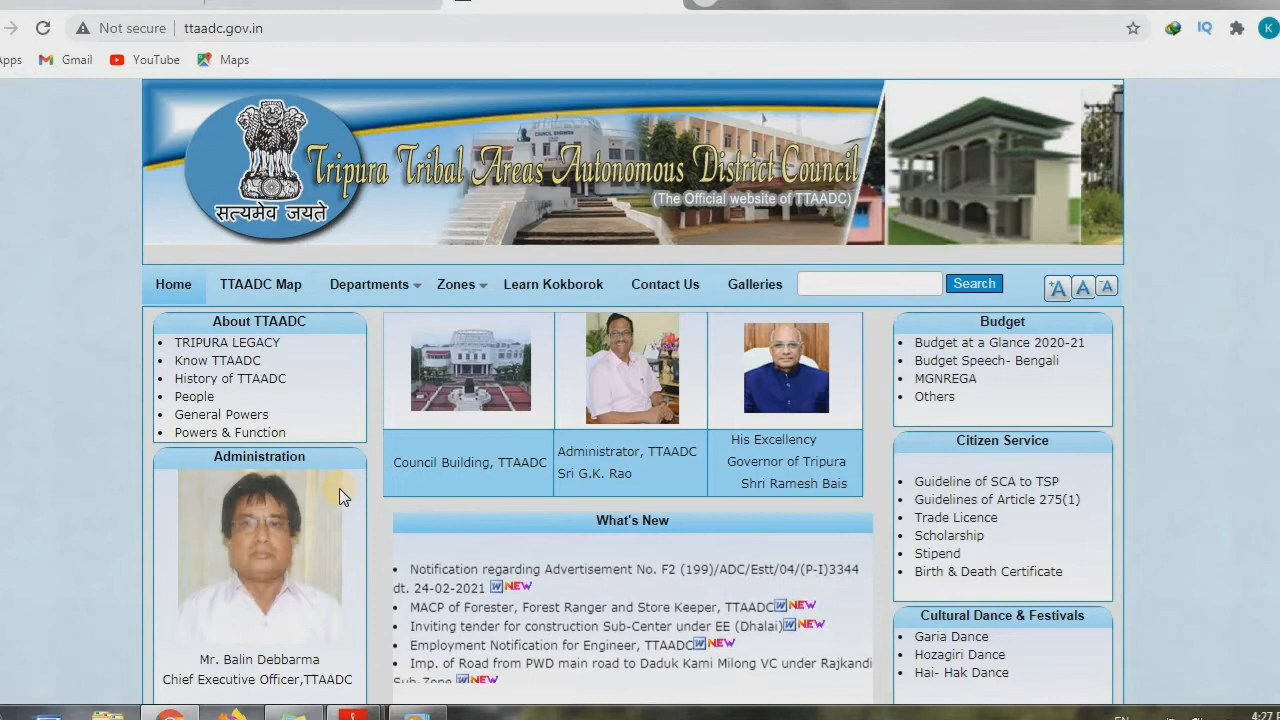 Not secure
ttaadc.gov.in
IQ
K
Apps
Gmail
YouTube
Maps
Tripura Tribal Areas Autonomous District Council
(The Official website of TTAADC)
सत्यमेव जयते
Home
TTAADC Map
Departments
Zones
Learn Kokborok
Contact Us
Galleries
Search
+A
A
-A
About TTAADC
TRIPURA LEGACY
Know TTAADC
History of TTAADC
People
General Powers
Powers & Function
Administration
Mr. Balin Debbarma
Chief Executive Officer,TTAADC
Council Building, TTAADC
Administrator, TTAADC
Sri G.K. Rao
His Excellency
Governor of Tripura
Shri Ramesh Bais
What's New
Notification regarding Advertisement No. F2 (199)/ADC/Estt/04/(P-I)3344
dt. 24-02-2021 NEW
MACP of Forester, Forest Ranger and Store Keeper, TTAADC NEW
Inviting tender for construction Sub-Center under EE (Dhalai) NEW
Employment Notification for Engineer, TTAADC NEW
Imp. of Road from PWD main road to Daduk Kami Milong VC under Rajkandi
Sub-Zone NEW
Budget
Budget at a Glance 2020-21
Budget Speech- Bengali
MGNREGA
Others
Citizen Service
Guideline of SCA to TSP
Guidelines of Article 275(1)
Trade Licence
Scholarship
Stipend
Birth & Death Certificate
Cultural Dance & Festivals
Garia Dance
Hozagiri Dance
Hai- Hak Dance